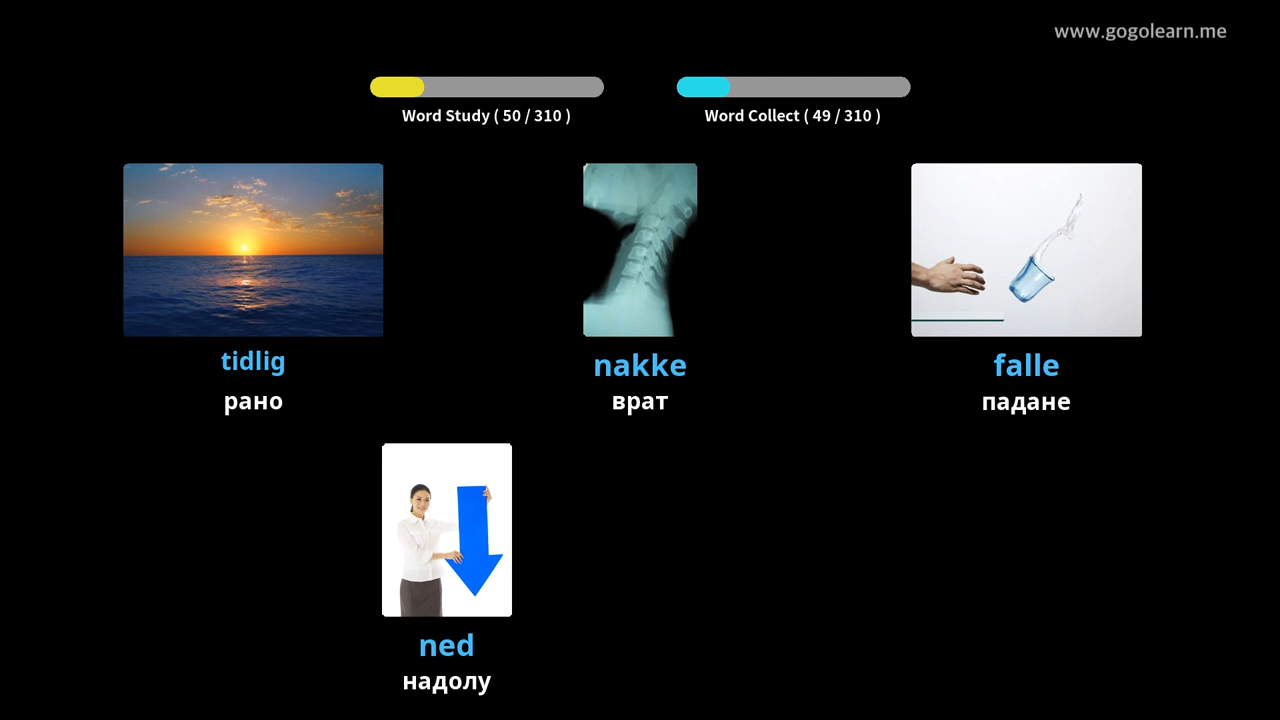 www.gogolearn.me
Word Study ( 50 / 310 )
Word Collect ( 49 / 310 )
tidlig
рано
nakke
врат
falle
падане
ned
надолу